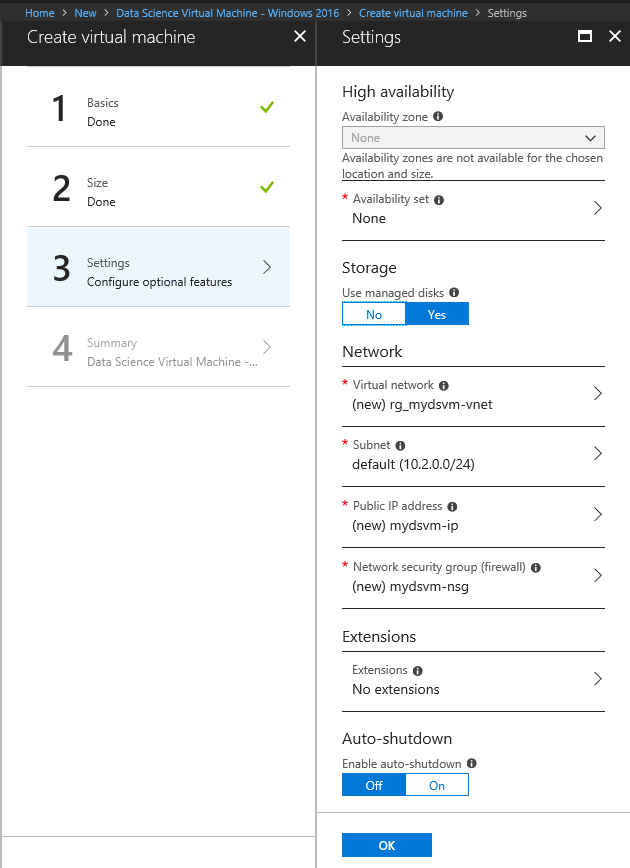 Home > New > Data Science Virtual Machine - Windows 2016 > Create virtual machine > Settings
Create virtual machine
1
Basics
Done
2
Size
Done
3
Settings
Configure optional features
4
Summary
Data Science Virtual Machine -...
Settings
High availability
Availability zone
None
Availability zones are not available for the chosen
location and size.
* Availability set
None
Storage
Use managed disks
No Yes
Network
* Virtual network
(new) rg_mydsvm-vnet
* Subnet
default (10.2.0.0/24)
* Public IP address
(new) mydsvm-ip
* Network security group (firewall)
(new) mydsvm-nsg
Extensions
Extensions
No extensions
Auto-shutdown
Enable auto-shutdown
Off On
OK